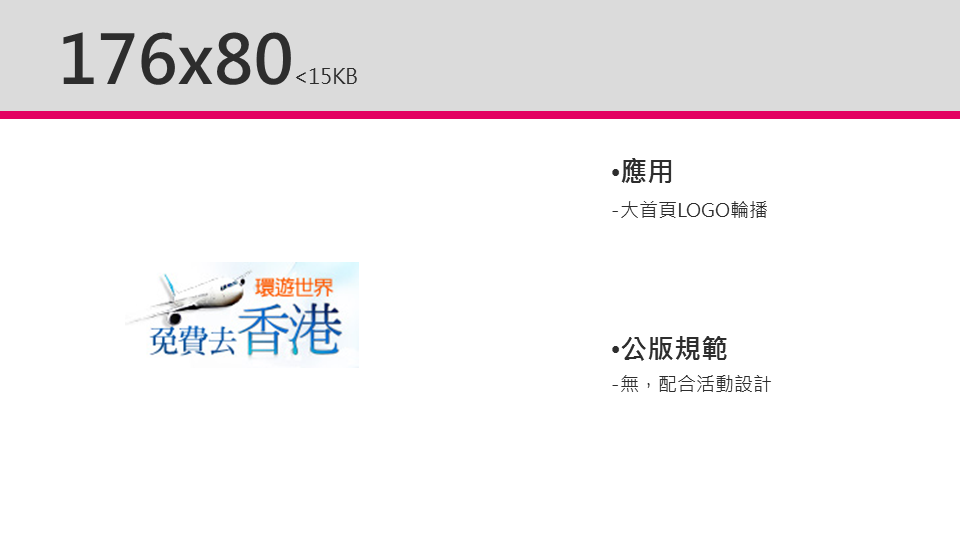 176x80<15KB
•應用
-大首頁LOGO輪播
環遊世界
免費去香港
•公版規範
-無，配合活動設計